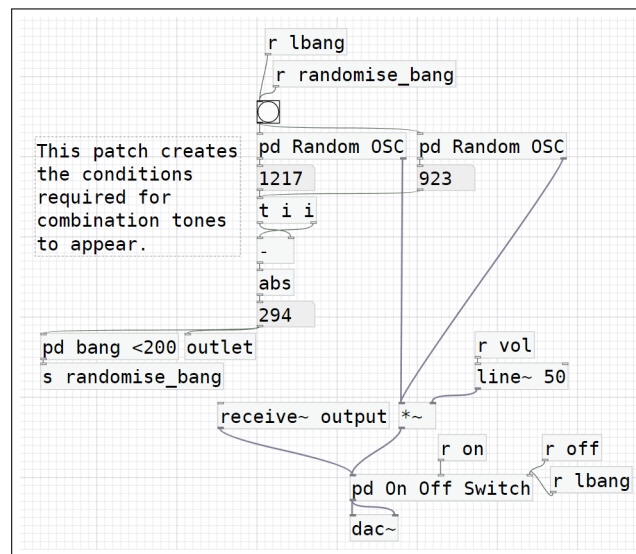 r lbang
r randomise_bang
pd Random OSC
pd Random OSC
This patch creates
the conditions
required for
combination tones
to appear.
1217
923
t i i
-
abs
294
pd bang <200
outlet
s randomise_bang
r vol
line~ 50
receive~ output
*~
r on
r off
r lbang
pd On Off Switch
dac~